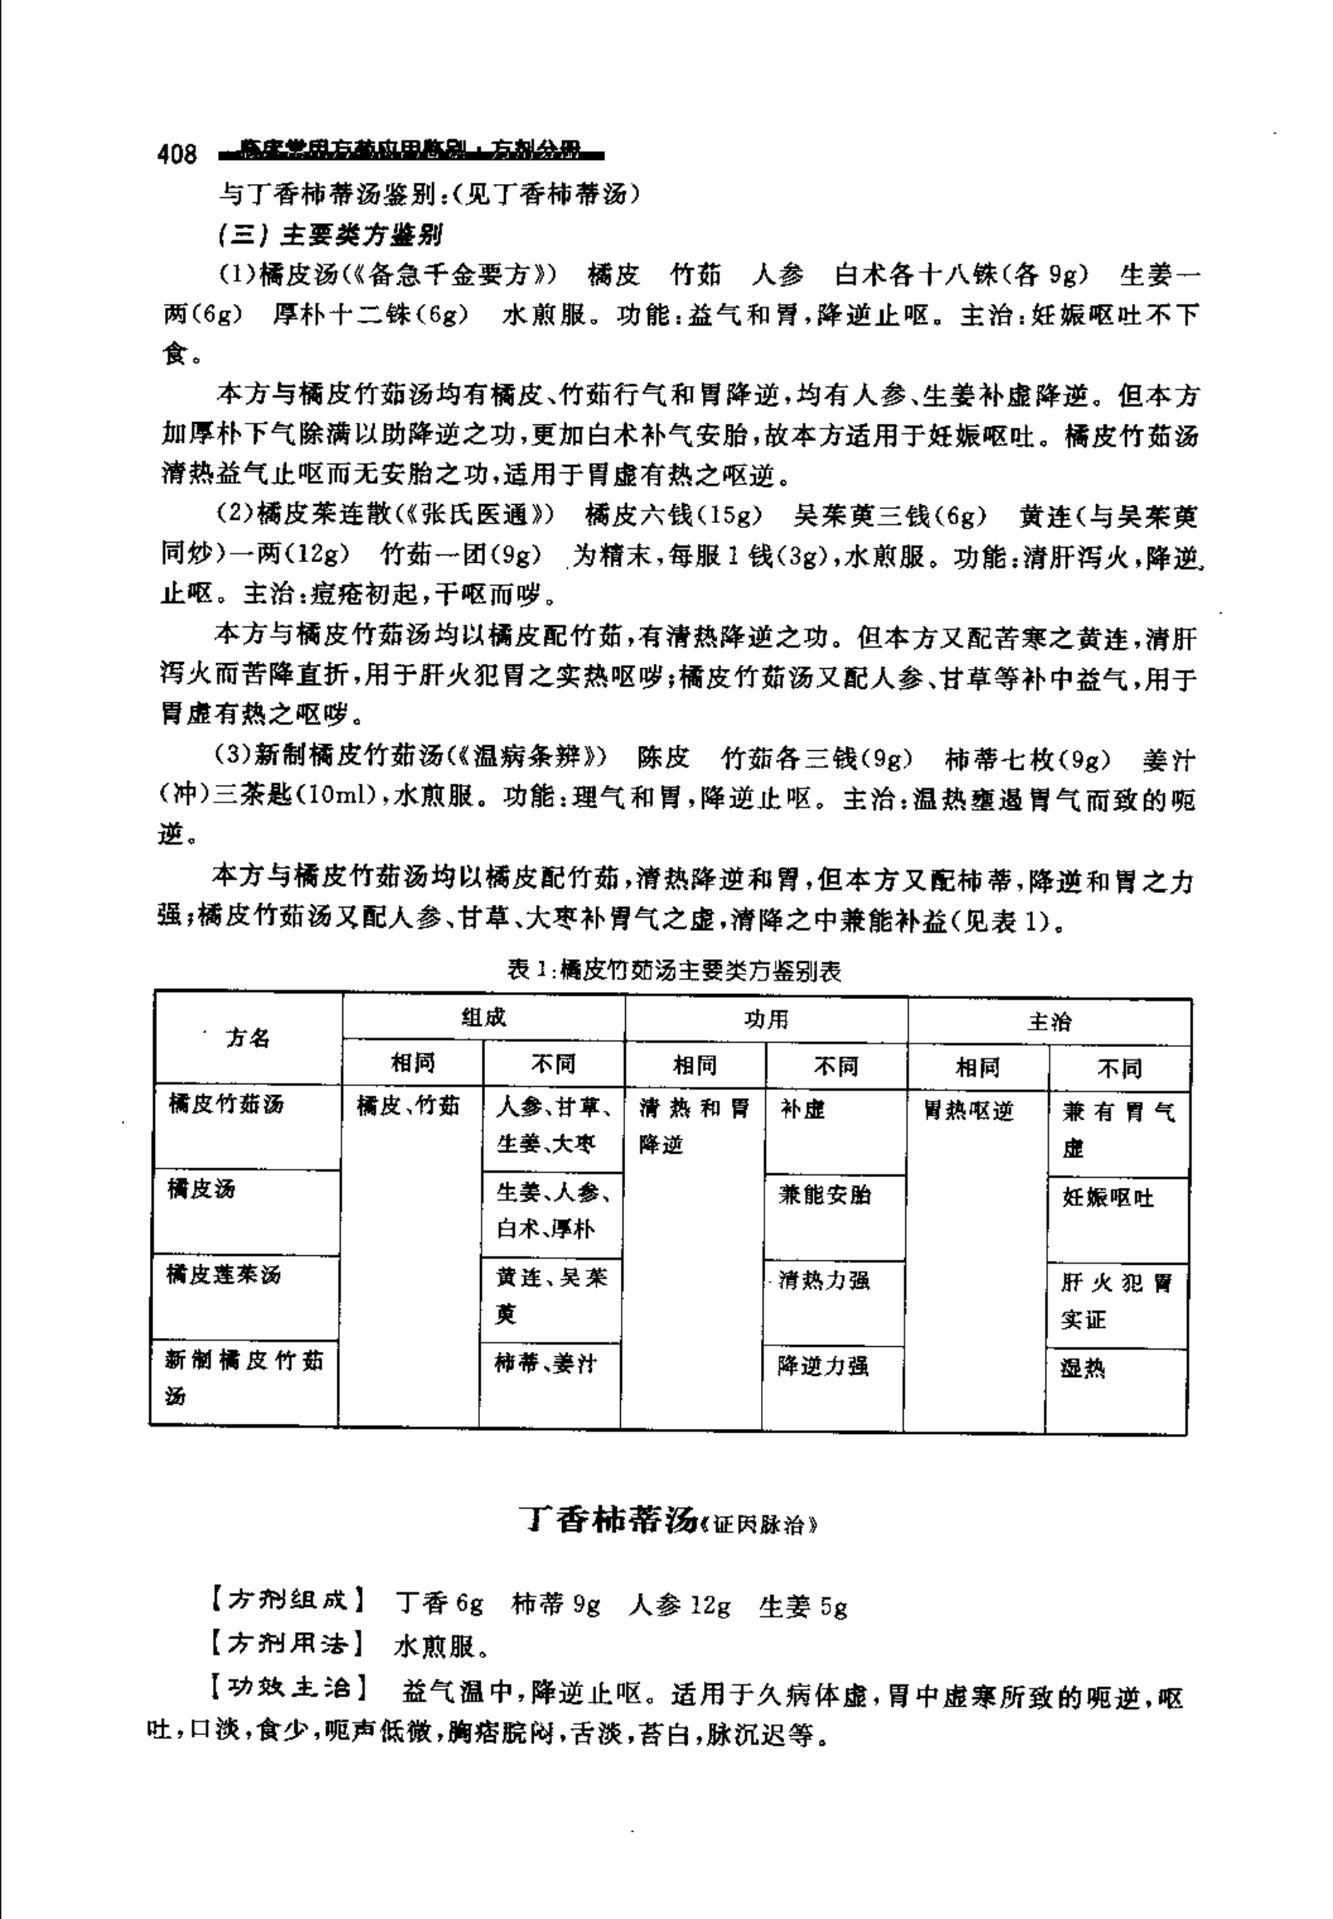 408 临床常用方药应用鉴别·方剂分册
与丁香柿蒂汤鉴别:(见丁香柿蒂汤)
(三)主要类方鉴别
(1)橘皮汤(《备急千金要方》) 橘皮 竹茹 人参 白术各十八铢(各9g) 生姜一
两(6g) 厚朴十二铢(6g) 水煎服。功能:益气和胃,降逆止呕。主治:妊娠呕吐不下
食。
本方与橘皮竹茹汤均有橘皮、竹茹行气和胃降逆,均有人参、生姜补虚降逆。但本方
加厚朴下气除满以助降逆之功,更加白术补气安胎,故本方适用于妊娠呕吐。橘皮竹茹汤
清热益气止呕而无安胎之功,适用于胃虚有热之呕逆。
(2)橘皮茱连散(《张氏医通》) 橘皮六钱(15g) 吴茱萸三钱(6g) 黄连(与吴茱萸
同炒)一两(12g) 竹茹一团(9g) 为精末,每服1钱(3g),水煎服。功能:清肝泻火,降逆
止呕。主治:痘疮初起,干呕而哕。
本方与橘皮竹茹汤均以橘皮配竹茹,有清热降逆之功。但本方又配苦寒之黄连,清肝
泻火而苦降直折,用于肝火犯胃之实热呕哕;橘皮竹茹汤又配人参、甘草等补中益气,用于
胃虚有热之呕哕。
(3)新制橘皮竹茹汤(《温病条辨》) 陈皮 竹茹各三钱(9g) 柿蒂七枚(9g) 姜汁
(冲)三茶匙(10ml),水煎服。功能:理气和胃,降逆止呕。主治:温热壅遏胃气而致的呃
逆。
本方与橘皮竹茹汤均以橘皮配竹茹,清热降逆和胃,但本方又配柿蒂,降逆和胃之力
强;橘皮竹茹汤又配人参、甘草、大枣补胃气之虚,清降之中兼能补益(见表1)。
表1:橘皮竹茹汤主要类方鉴别表
方名 组成 功用 主治
相同 不同 相同 不同 相同 不同
橘皮竹茹汤 橘皮、竹茹 人参、甘草、 清热和胃 补虚 胃热呕逆 兼有胃气
生姜、大枣 降逆 虚
橘皮汤 生姜、人参、 兼能安胎 妊娠呕吐
白术、厚朴
橘皮莲茱汤 黄连、吴茱 清热力强 肝火犯胃
萸 实证
新制橘皮竹茹 柿蒂、姜汁 降逆力强 湿热
汤
丁香柿蒂汤《证因脉治》
【方剂组成】 丁香6g 柿蒂9g 人参12g 生姜5g
【方剂用法】 水煎服。
【功效主治】 益气温中,降逆止呕。适用于久病体虚,胃中虚寒所致的呃逆,呕
吐,口淡,食少,呃声低微,胸痞脘闷,舌淡,苔白,脉沉迟等。